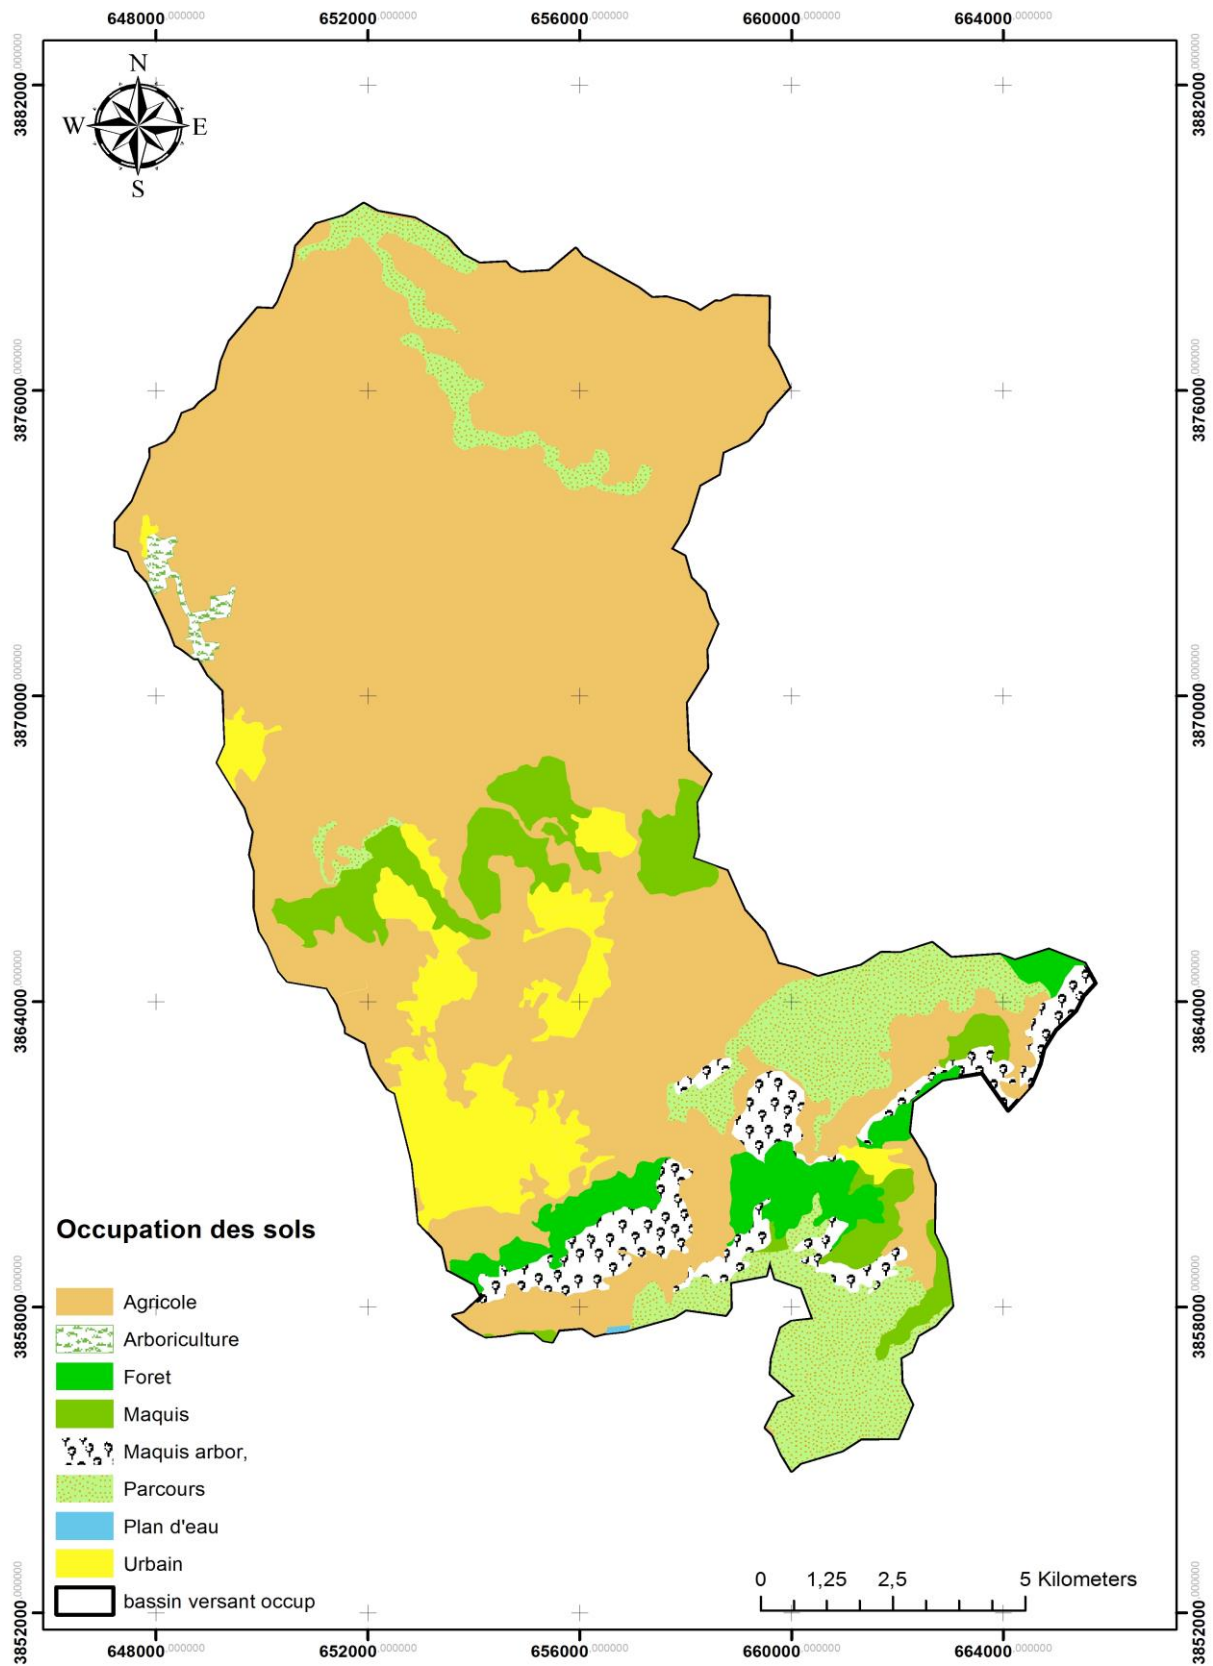 648000,000000 652000,000000 656000,000000 660000,000000 664000,000000
N
W E
S
3882000,000000 3882000,000000
3876000,000000 3876000,000000
3870000,000000 3870000,000000
3864000,000000 3864000,000000
3858000,000000 3858000,000000
3852000,000000 3852000,000000
Occupation des sols
Agricole
Arboriculture
Foret
Maquis
Maquis arbor,
Parcours
Plan d'eau
Urbain
bassin versant occup
0 1,25 2,5 5 Kilometers
648000,000000 652000,000000 656000,000000 660000,000000 664000,000000